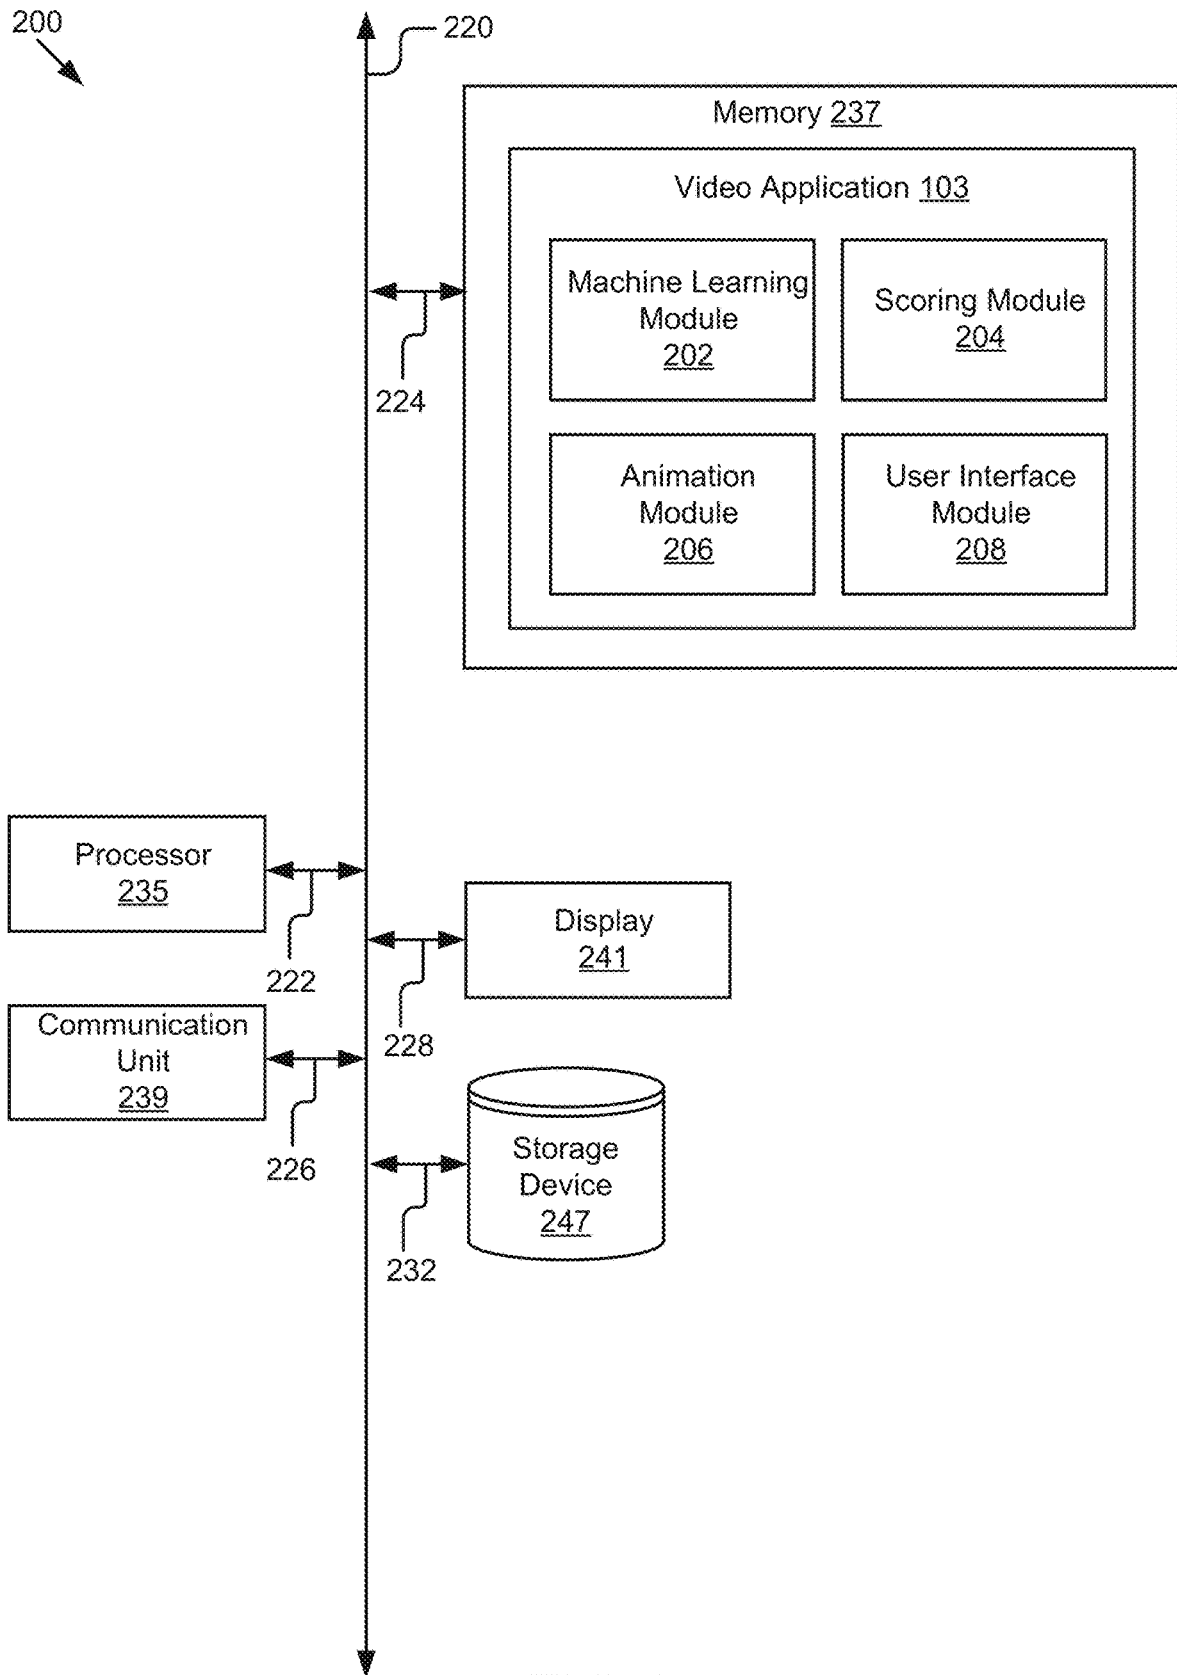 200
220
Memory 237
Video Application 103
Machine Learning
Module
202
Scoring Module
204
224
Animation
Module
206
User Interface
Module
208
Processor
235
222
Display
241
228
Communication
Unit
239
226
Storage
Device
247
232